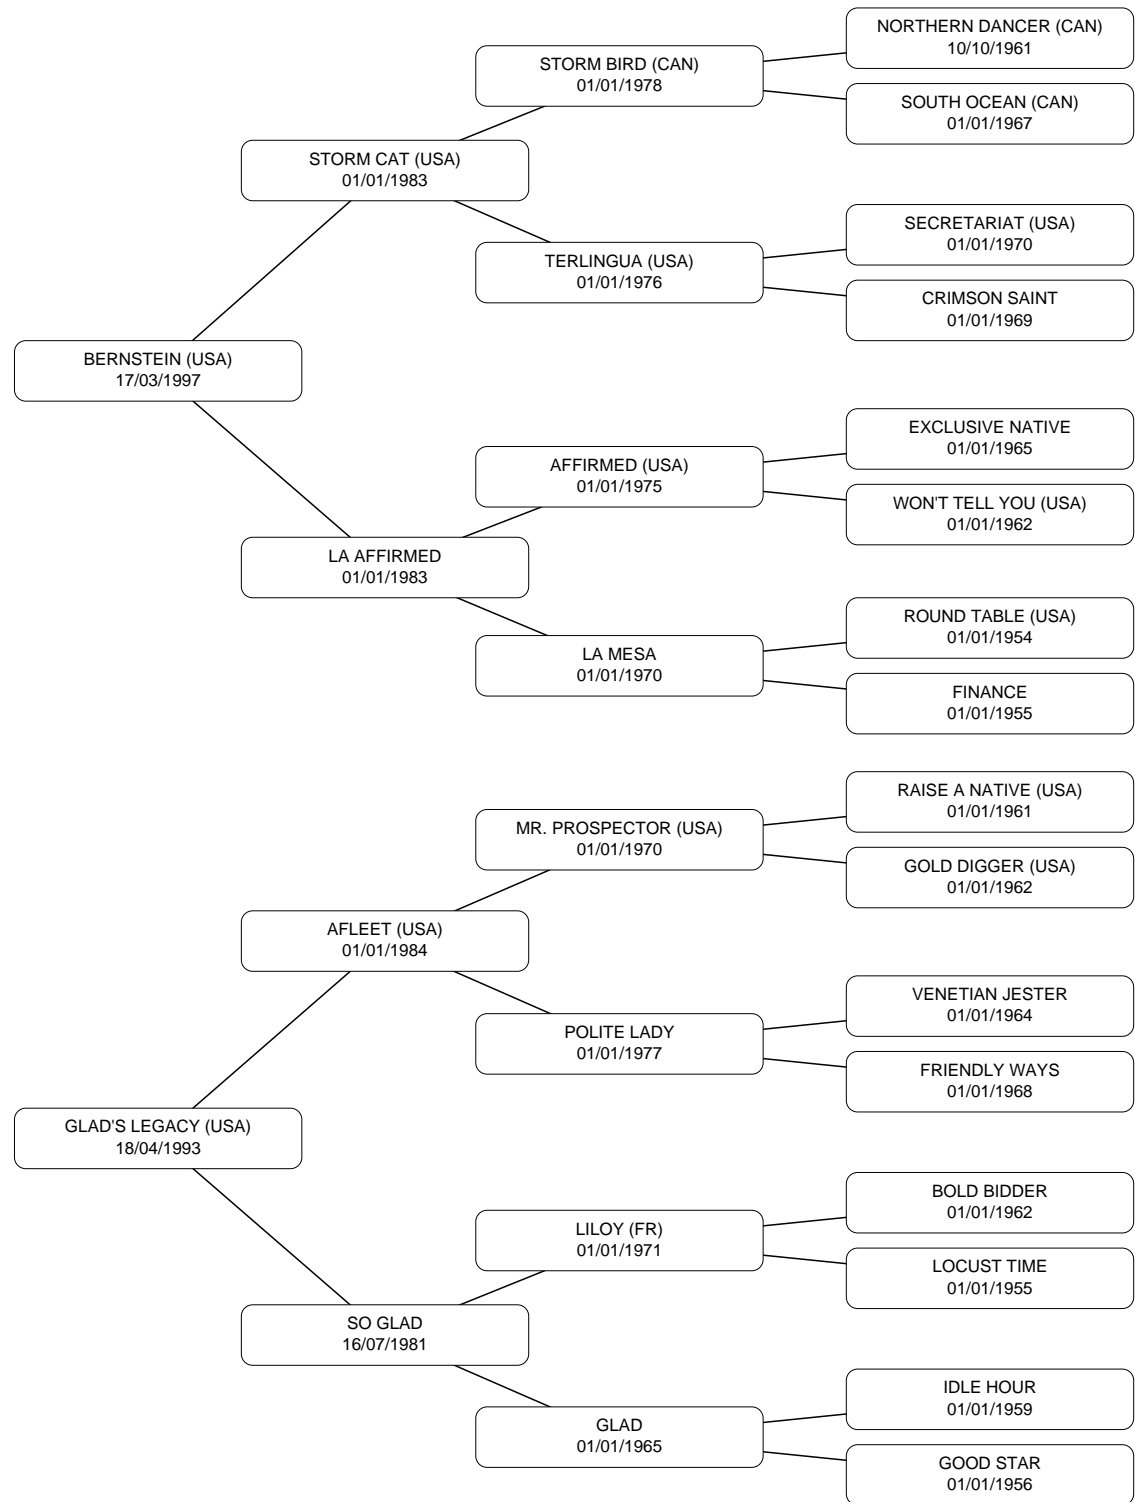 NORTHERN DANCER (CAN)
10/10/1961
STORM BIRD (CAN)
01/01/1978
SOUTH OCEAN (CAN)
01/01/1967
STORM CAT (USA)
01/01/1983
SECRETARIAT (USA)
01/01/1970
TERLINGUA (USA)
01/01/1976
CRIMSON SAINT
01/01/1969
BERNSTEIN (USA)
17/03/1997
EXCLUSIVE NATIVE
01/01/1965
AFFIRMED (USA)
01/01/1975
WON'T TELL YOU (USA)
01/01/1962
LA AFFIRMED
01/01/1983
ROUND TABLE (USA)
01/01/1954
LA MESA
01/01/1970
FINANCE
01/01/1955
RAISE A NATIVE (USA)
01/01/1961
MR. PROSPECTOR (USA)
01/01/1970
GOLD DIGGER (USA)
01/01/1962
AFLEET (USA)
01/01/1984
VENETIAN JESTER
01/01/1964
POLITE LADY
01/01/1977
FRIENDLY WAYS
01/01/1968
GLAD'S LEGACY (USA)
18/04/1993
BOLD BIDDER
01/01/1962
LILOY (FR)
01/01/1971
LOCUST TIME
01/01/1955
SO GLAD
16/07/1981
IDLE HOUR
01/01/1959
GLAD
01/01/1965
GOOD STAR
01/01/1956